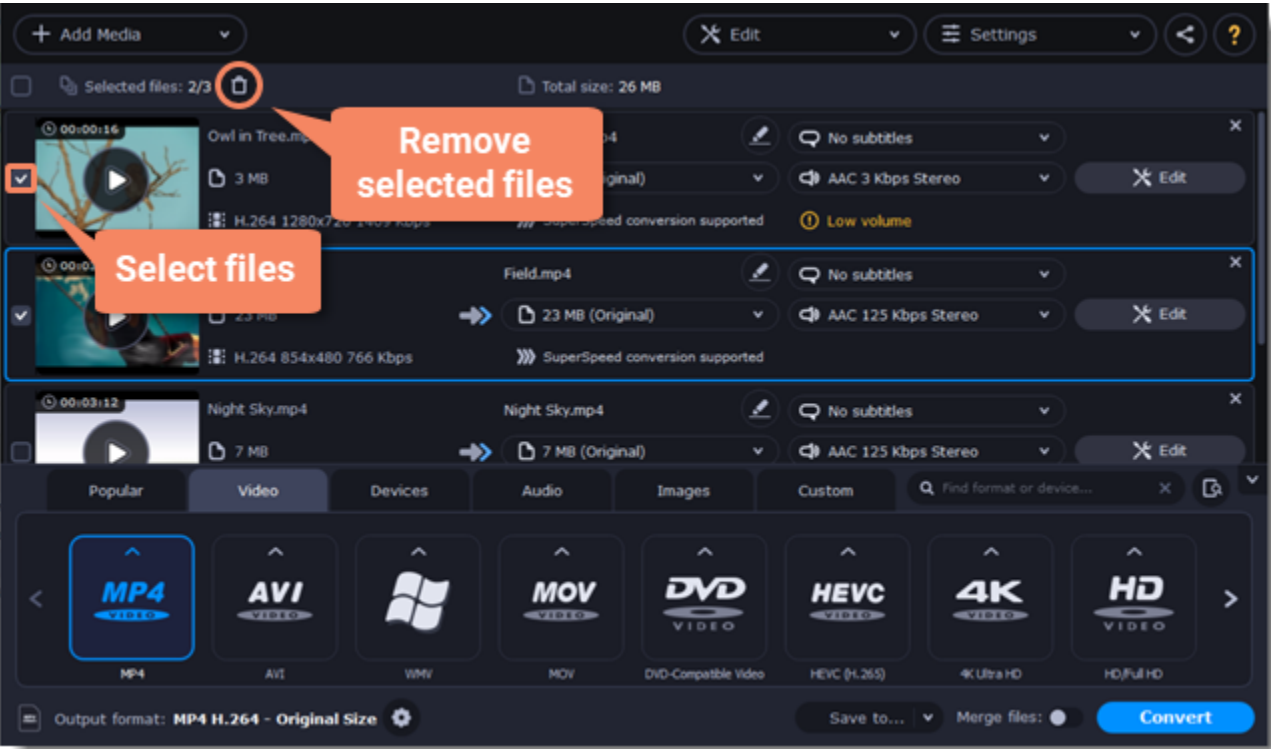 + Add Media
Edit
Settings
?
Selected files: 2/3
Total size: 26 MB
Remove
selected files
Select files
00:00:16
Owl in Tree.m
No subtitles
3 MB
AAC 3 Kbps Stereo
Edit
H.264
SuperSpeed conversion supported
Low volume
Field.mp4
No subtitles
23 MB
23 MB (Original)
AAC 125 Kbps Stereo
Edit
H.264 854x480 766 Kbps
SuperSpeed conversion supported
00:03:12
Night Sky.mp4
Night Sky.mp4
No subtitles
7 MB
7 MB (Original)
AAC 125 Kbps Stereo
Edit
Popular
Video
Devices
Audio
Images
Custom
Find format or device...
MP4
VIDEO
AVI
VIDEO
MOV
VIDEO
DVD
VIDEO
HEVC
VIDEO
4K
VIDEO
HD
VIDEO
MP4
AVI
WMV
MOV
DVD-Compatible Video
HEVC (H.265)
4K Ultra HD
HD/Full HD
Output format: MP4 H.264 - Original Size
Save to...
Merge files:
Convert